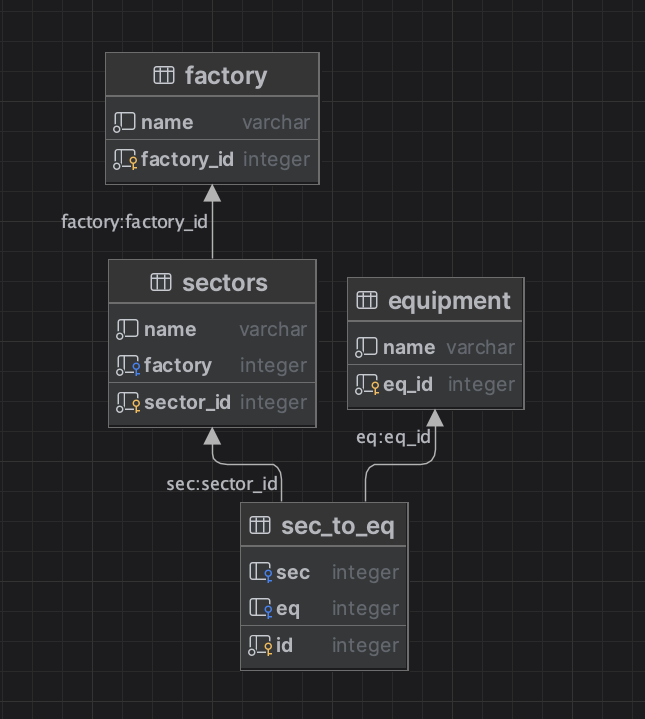 factory
name varchar
factory_id integer
factory:factory_id
sectors
name varchar
factory integer
sector_id integer
equipment
name varchar
eq_id integer
eq:eq_id
sec:sector_id
sec_to_eq
sec integer
eq integer
id integer